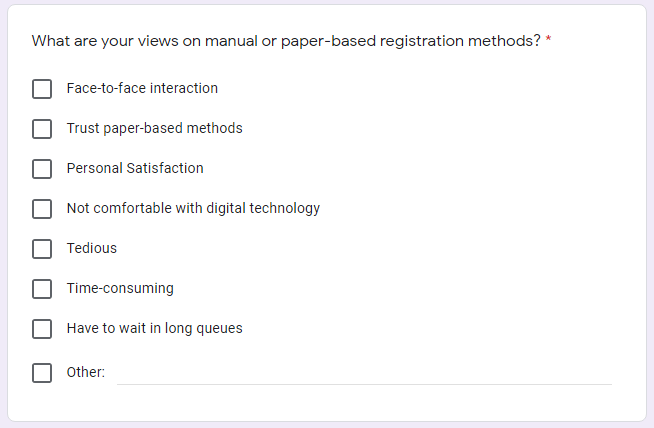 What are your views on manual or paper-based registration methods? *
Face-to-face interaction
Trust paper-based methods
Personal Satisfaction
Not comfortable with digital technology
Tedious
Time-consuming
Have to wait in long queues
Other: